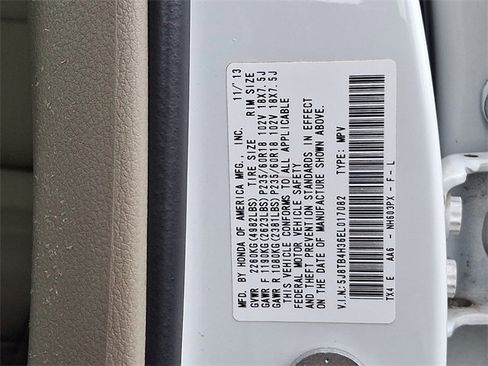 MFD. BY HONDA OF AMERICA MFG., INC. 11/13
GVWR 2260KG(4982LBS) TIRE SIZE RIM SIZE
GAWR F 1190KG(2623LBS) P235/60R18 102V 18X7.5J
GAWR R 1080KG(2381LBS) P235/60R18 102V 18X7.5J
THIS VEHICLE CONFORMS TO ALL APPLICABLE
FEDERAL MOTOR VEHICLE SAFETY
AND THEFT PREVENTION STANDARDS IN EFFECT
ON THE DATE OF MANUFACTURE SHOWN ABOVE.
V.I.N.: 5J8TB4H36EL017082 TYPE: MPV
TX4 E AA6 - NH603PX - F - L